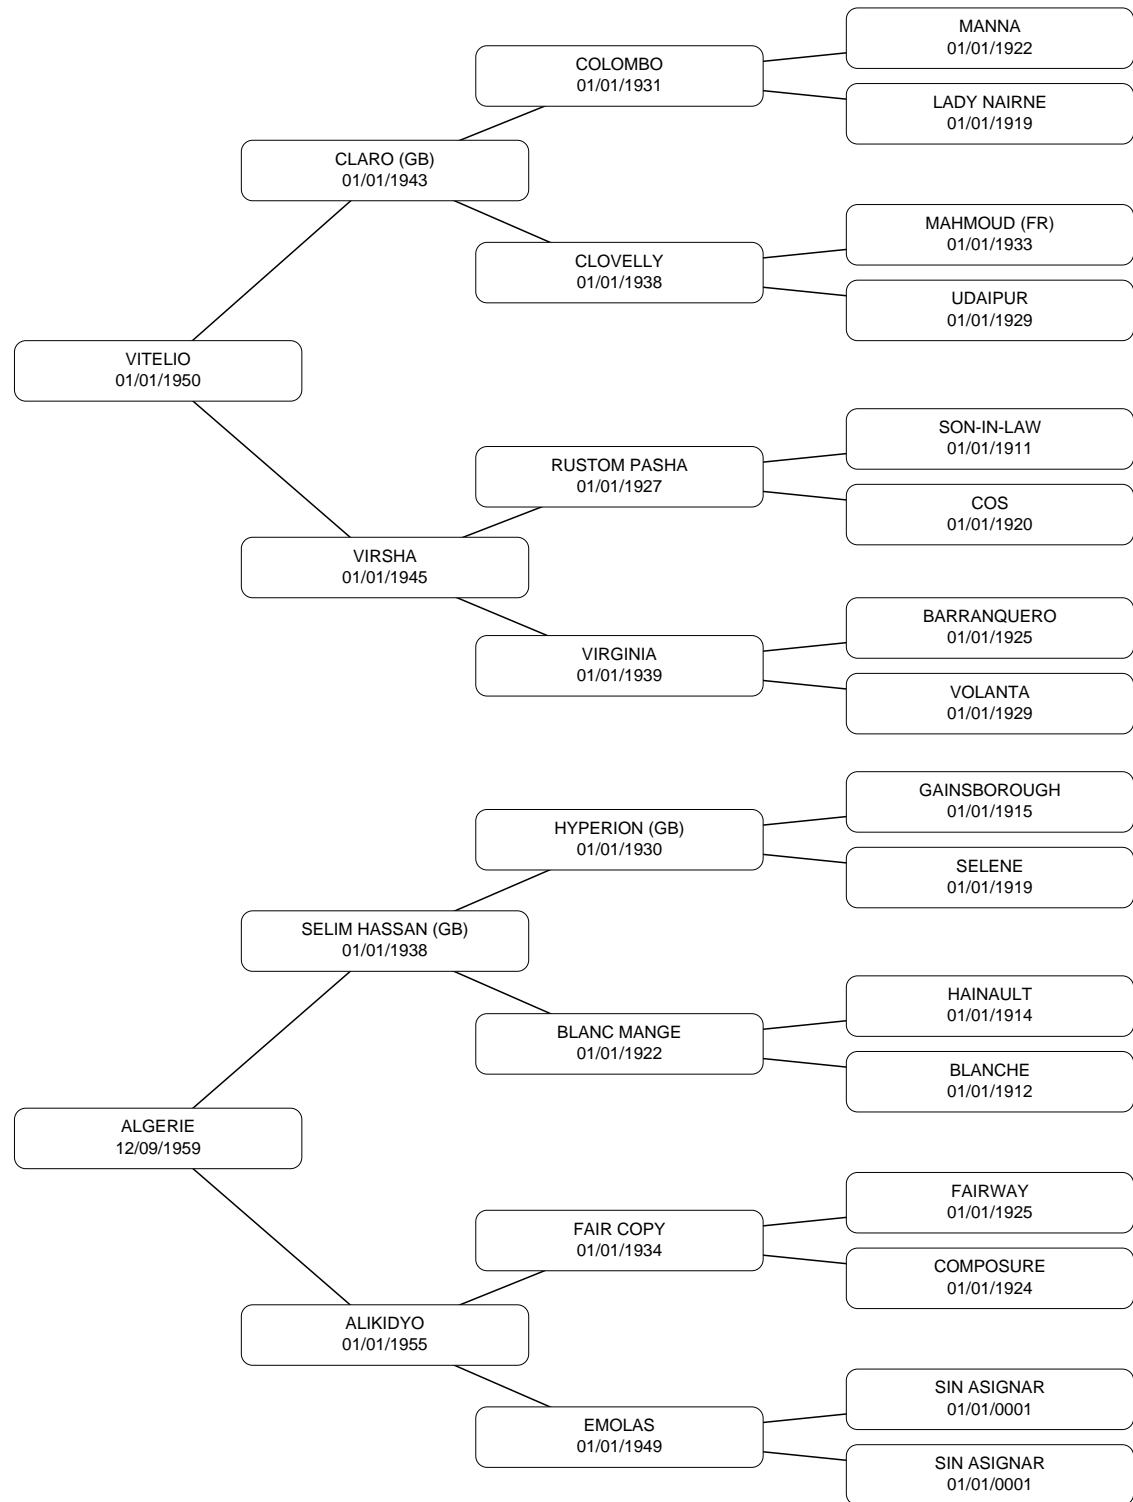 MANNA
01/01/1922
COLOMBO
01/01/1931
LADY NAIRNE
01/01/1919
CLARO (GB)
01/01/1943
MAHMOUD (FR)
01/01/1933
CLOVELLY
01/01/1938
UDAIPUR
01/01/1929
VITELIO
01/01/1950
SON-IN-LAW
01/01/1911
RUSTOM PASHA
01/01/1927
COS
01/01/1920
VIRSHA
01/01/1945
BARRANQUERO
01/01/1925
VIRGINIA
01/01/1939
VOLANTA
01/01/1929
GAINSBOROUGH
01/01/1915
HYPERION (GB)
01/01/1930
SELENE
01/01/1919
SELIM HASSAN (GB)
01/01/1938
HAINAULT
01/01/1914
BLANC MANGE
01/01/1922
BLANCHE
01/01/1912
ALGERIE
12/09/1959
FAIRWAY
01/01/1925
FAIR COPY
01/01/1934
COMPOSURE
01/01/1924
ALIKIDYO
01/01/1955
SIN ASIGNAR
01/01/0001
EMOLAS
01/01/1949
SIN ASIGNAR
01/01/0001